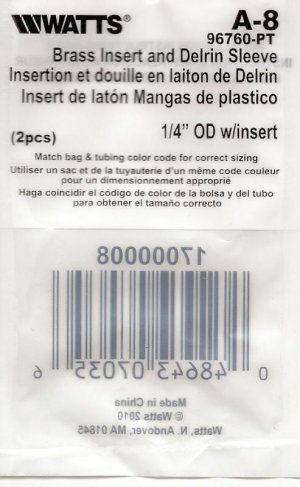 WATTS®
A-8
96760-PT
Brass Insert and Delrin Sleeve
Insertion et douille en laiton de Delrin
Insert de latón Mangas de plastico
(2pcs)
1/4" OD w/insert
Match bag & tubing color code for correct sizing
Utiliser un sac et de la tuyauterie d'un même code couleur
pour un dimensionnement approprié
Haga coincidir el código de color de la bolsa y del tubo
para obtener el tamaño correcto
17000008
0 48643 07035 6
Made in China
© Watts 2010
Watts, N. Andover, MA 01845